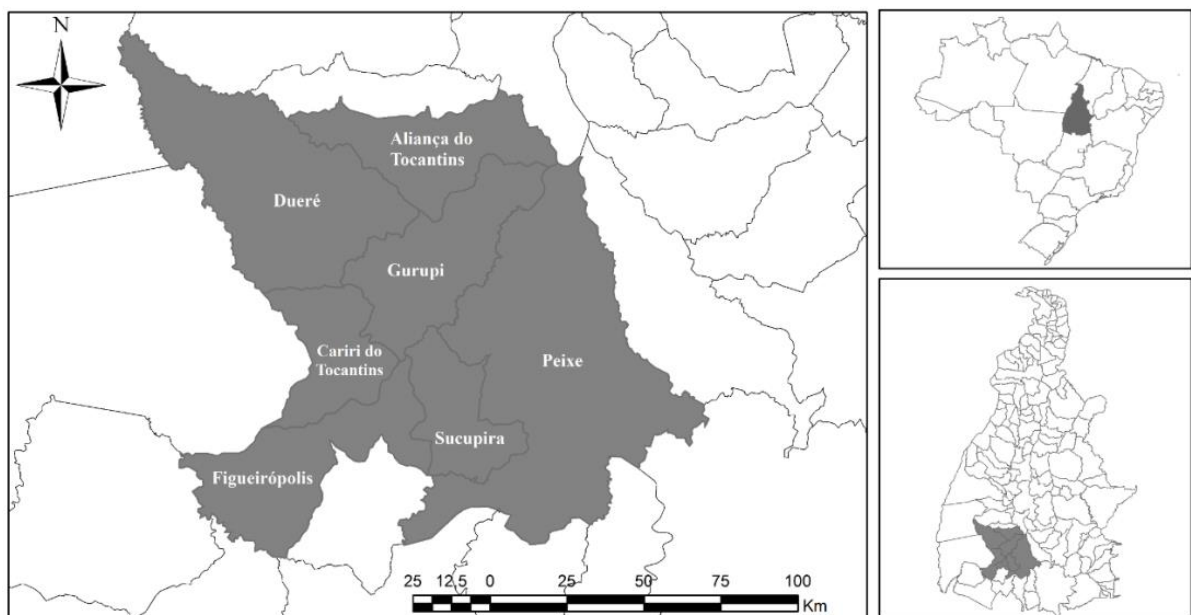 N
Aliança do
Tocantins
Dueré
Gurupi
Cariri do
Tocantins
Peixe
Sucupira
Figueirópolis
25 12,5 0 25 50 75 100
Km